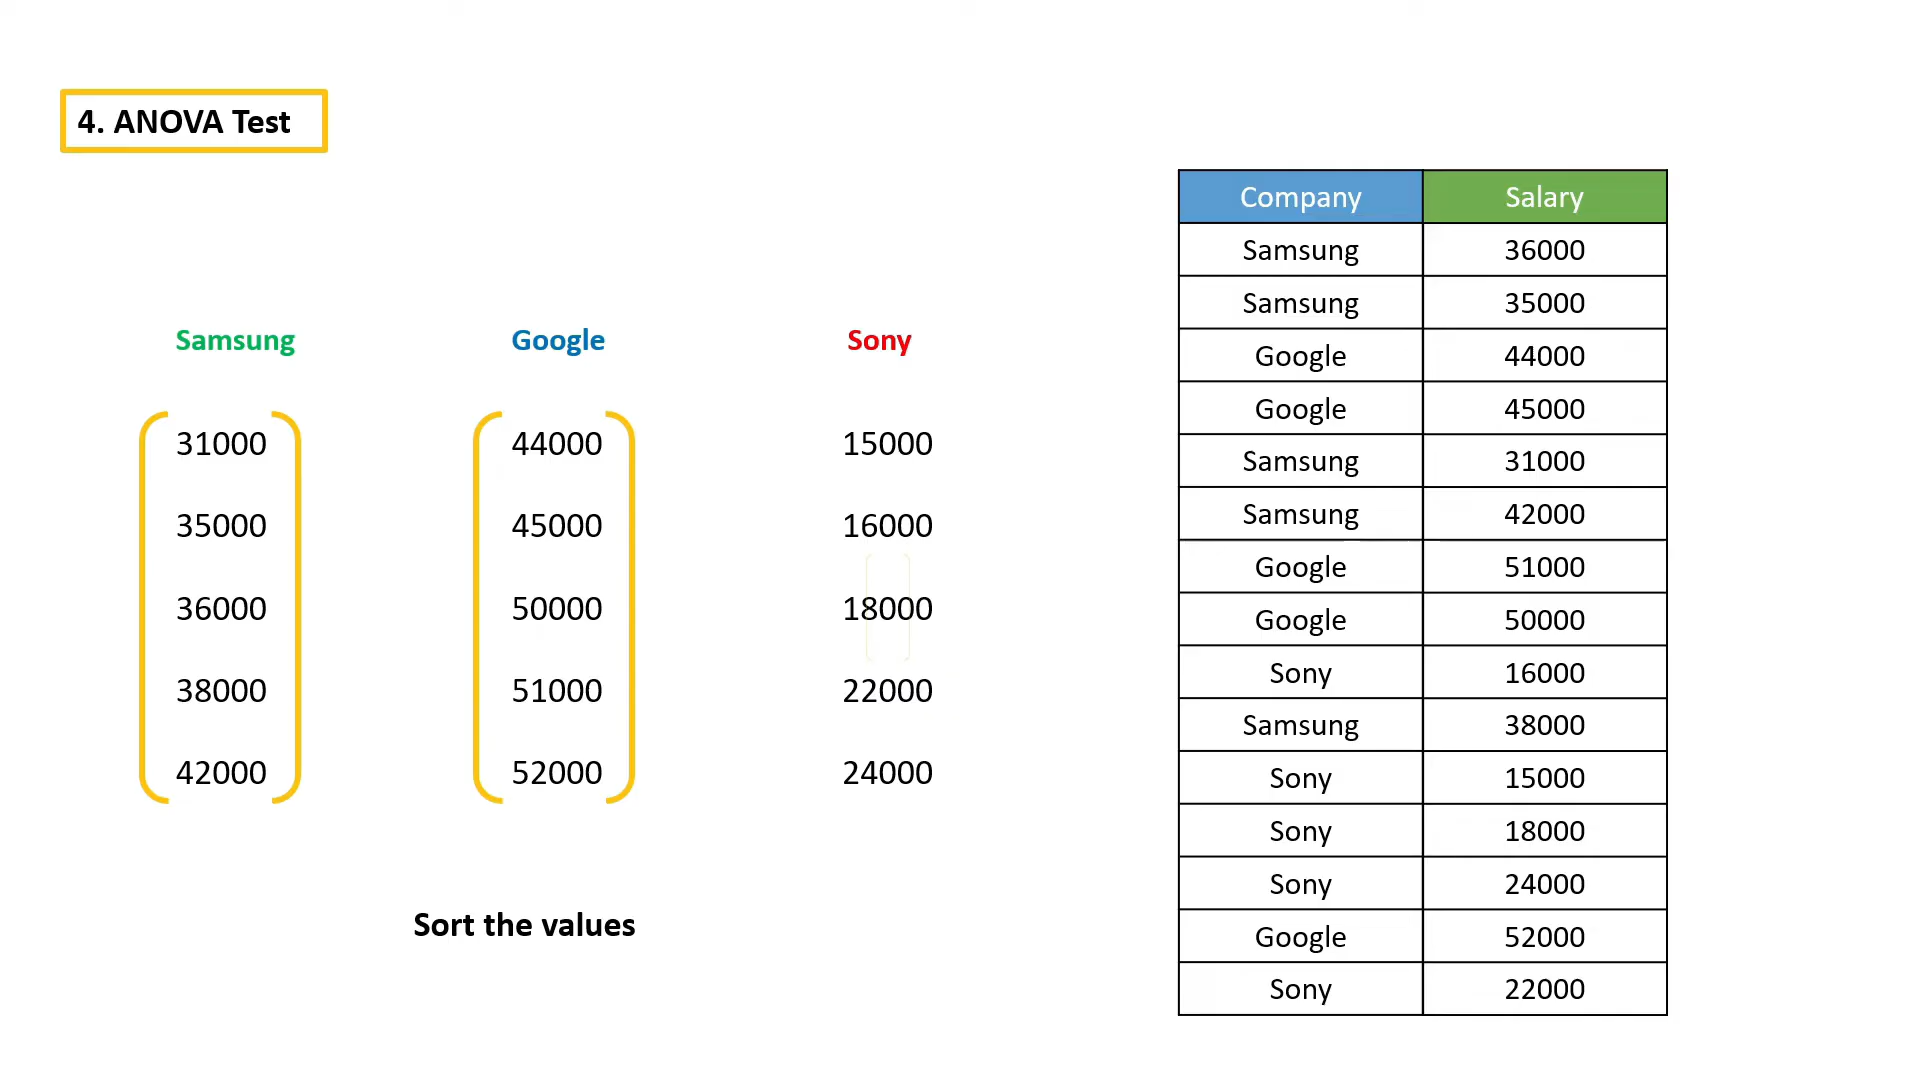 4. ANOVA Test
Samsung Google Sony
31000 44000 15000
35000 45000 16000
36000 50000 18000
38000 51000 22000
42000 52000 24000
Sort the values
Company Salary
Samsung 36000
Samsung 35000
Google 44000
Google 45000
Samsung 31000
Samsung 42000
Google 51000
Google 50000
Sony 16000
Samsung 38000
Sony 15000
Sony 18000
Sony 24000
Google 52000
Sony 22000